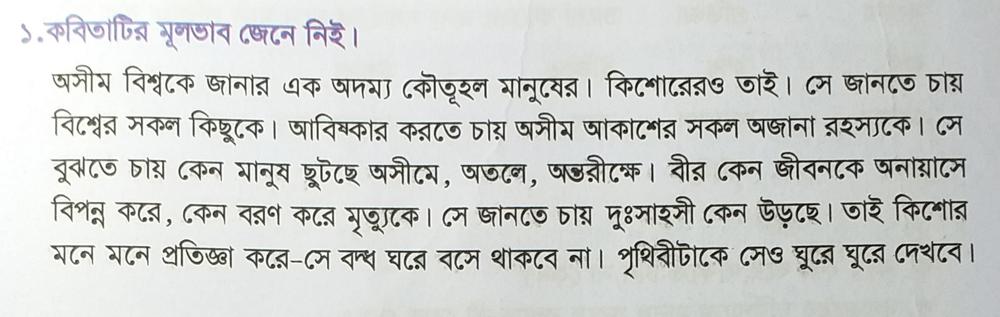 ১. কবিতাটির মূলভাব জেনে নিই।
অসীম বিশ্বকে জানার এক অদম্য কৌতূহল মানুষের। কিশোরেরও তাই। সে জানতে চায়
বিশ্বের সকল কিছুকে। আবিষকার করতে চায় অসীম আকাশের সকল অজানা রহস্যকে। সে
বুঝতে চায় কেন মানুষ ছুটছে অসীমে, অতলে, অন্তরীক্ষে। বীর কেন জীবনকে অনায়াসে
বিপন্ন করে, কেন বরণ করে মৃত্যুকে। সে জানতে চায় দুঃসাহসী কেন উড়ছে। তাই কিশোর
মনে মনে প্রতিজ্ঞা করে-সে বদ্ধ ঘরে বসে থাকবে না। পৃথিবীটাকে সেও ঘুরে ঘুরে দেখবে।